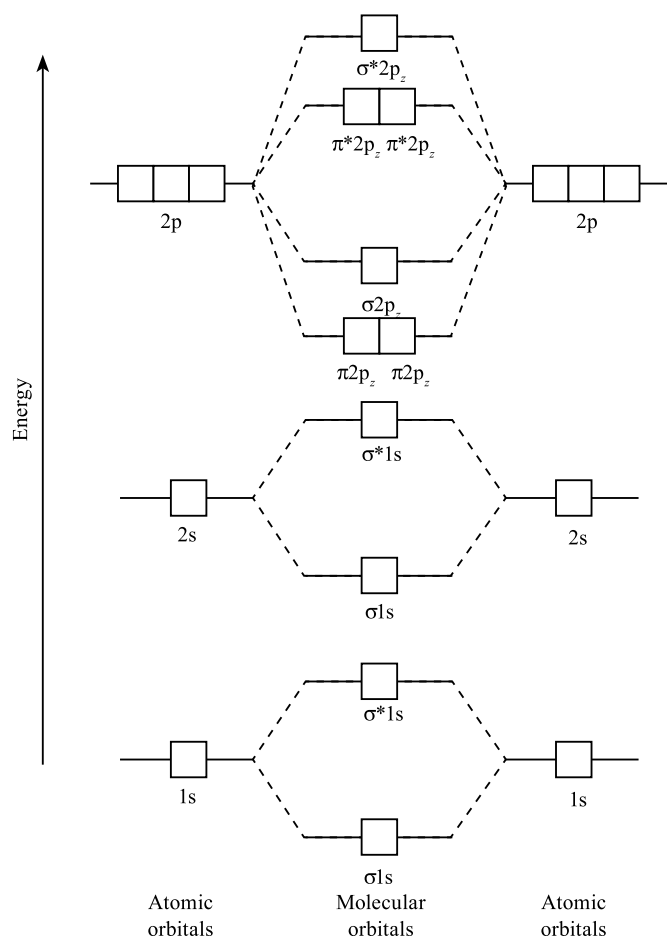 σ*2pz
π*2pz π*2pz
2p
2p
σ2pz
π2pz π2pz
Energy
σ*1s
2s
2s
σ1s
σ*1s
1s
1s
σ1s
Atomic orbitals
Molecular orbitals
Atomic orbitals